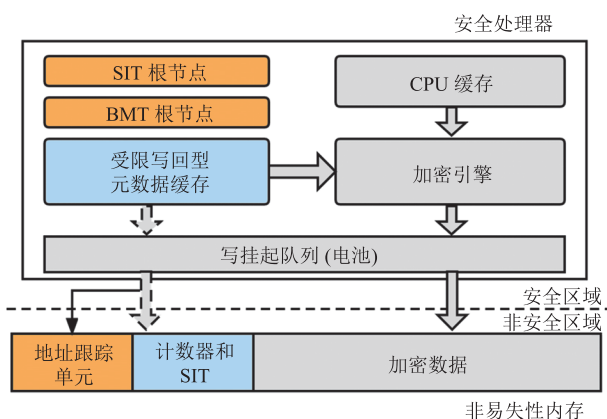 安全处理器
SIT 根节点
CPU 缓存
BMT 根节点
受限写回型
元数据缓存
加密引擎
写挂起队列 (电池)
安全区域
非安全区域
地址跟踪
单元
计数器和
SIT
加密数据
非易失性内存